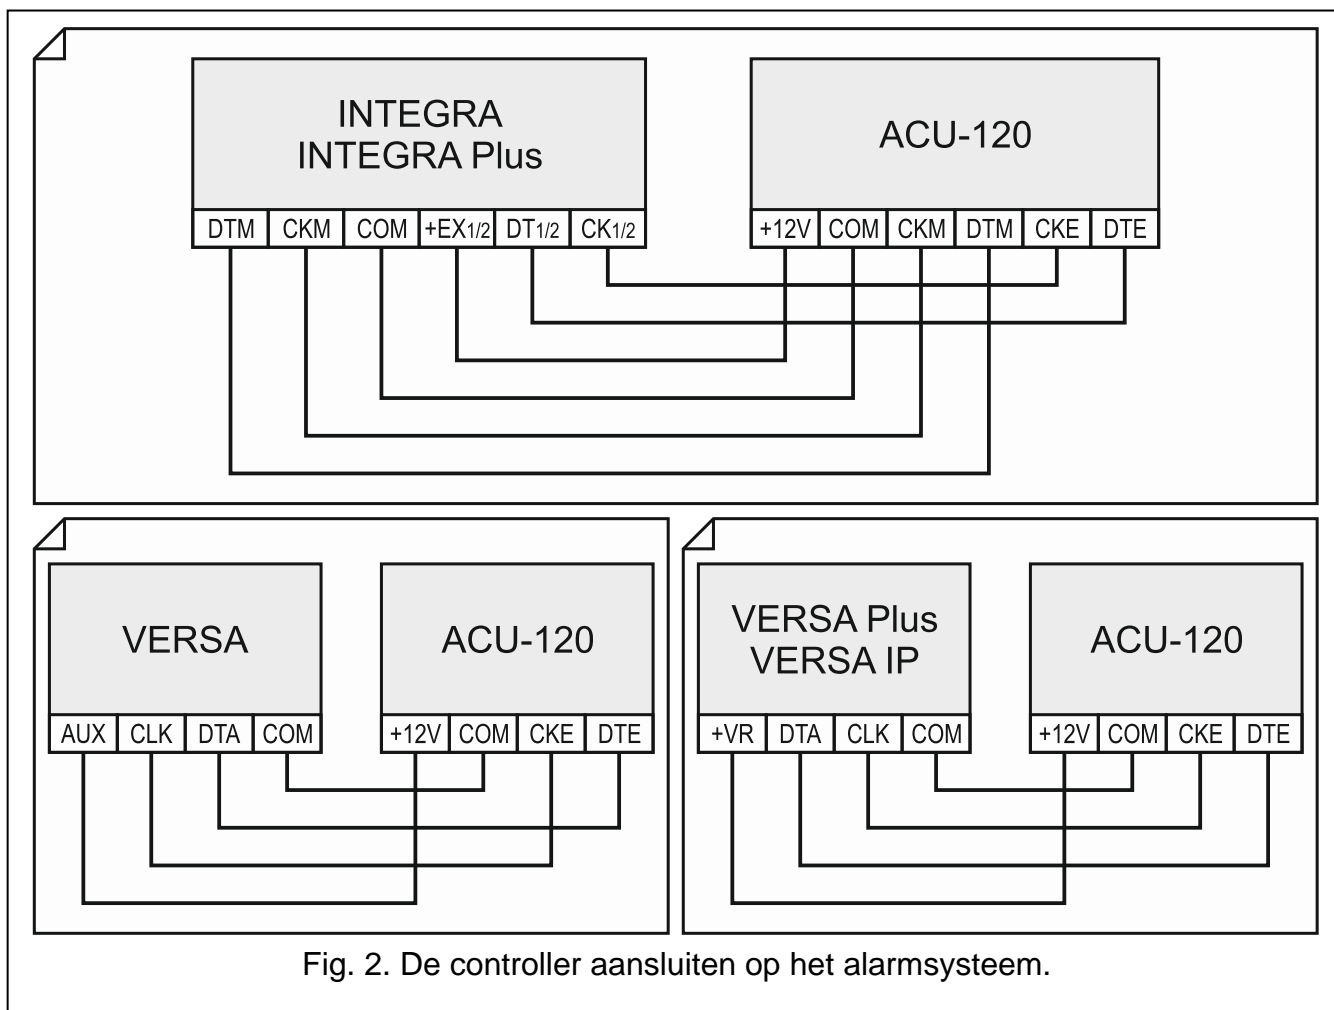 INTEGRA
INTEGRA Plus
ACU-120
DTM CKM COM +EX1/2 DT1/2 CK1/2
+12V COM CKM DTM CKE DTE
VERSA
ACU-120
AUX CLK DTA COM
+12V COM CKE DTE
VERSA Plus
VERSA IP
ACU-120
+VR DTA CLK COM
+12V COM CKE DTE
Fig. 2. De controller aansluiten op het alarmsysteem.